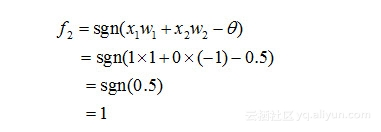 f₂ = sgn(x₁w₁ + x₂w₂ − θ)
= sgn(1×1+0×(−1)−0.5)
= sgn(0.5)
= 1
云栖社区 yq.aliyun.com